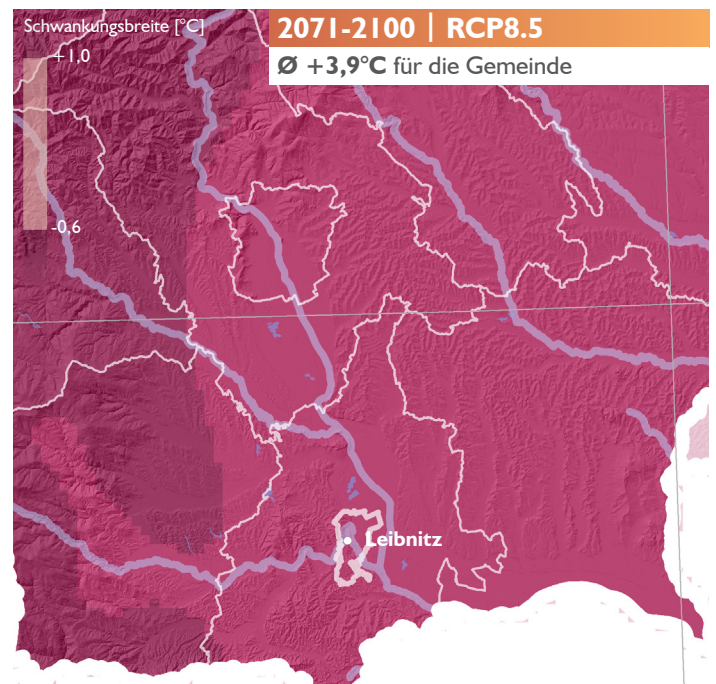 Schwankungsbreite [°C]
+1,0
-0,6
2071-2100 | RCP8.5
Ø +3,9°C für die Gemeinde
Leibnitz